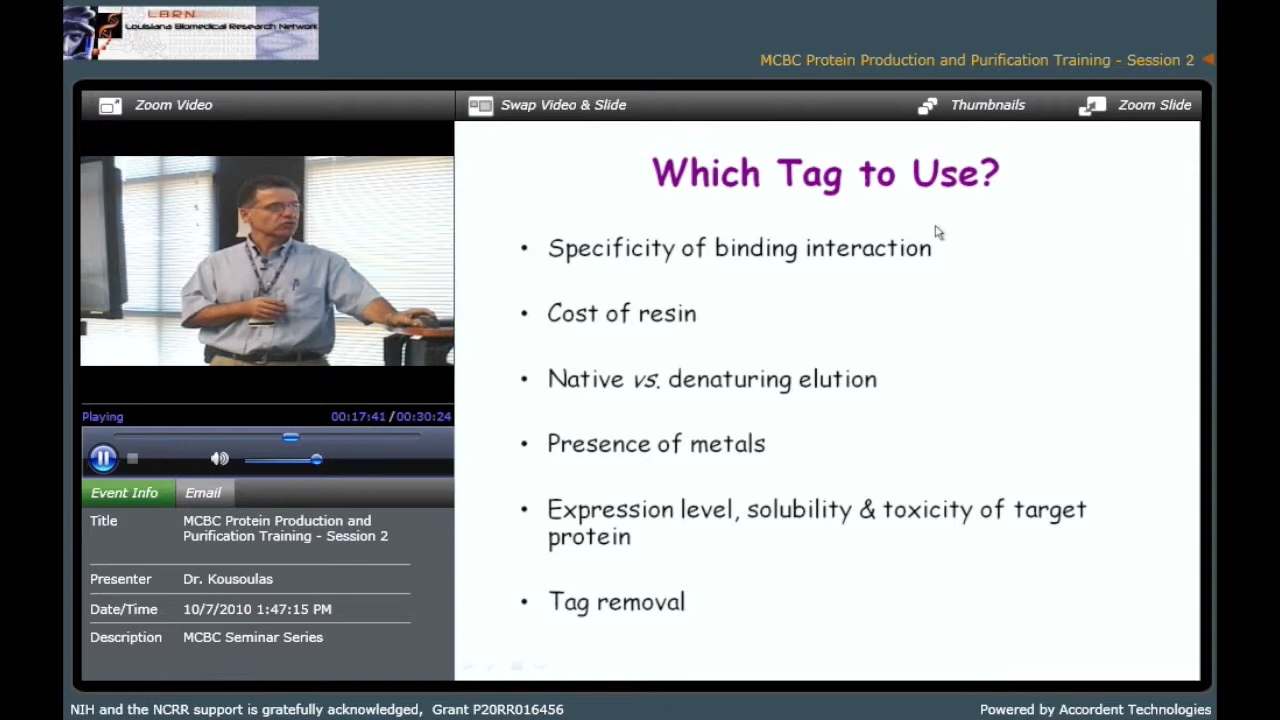 LBRN
Louisiana Biomedical Research Network
MCBC Protein Production and Purification Training - Session 2
Zoom Video
Swap Video & Slide
Thumbnails
Zoom Slide
Which Tag to Use?
• Specificity of binding interaction
• Cost of resin
• Native vs. denaturing elution
• Presence of metals
• Expression level, solubility & toxicity of target
protein
• Tag removal
Playing
00:17:41 / 00:30:24
Event Info
Email
Title MCBC Protein Production and
Purification Training - Session 2
Presenter Dr. Kousoulas
Date/Time 10/7/2010 1:47:15 PM
Description MCBC Seminar Series
NIH and the NCRR support is gratefully acknowledged, Grant P20RR016456
Powered by Accordent Technologies